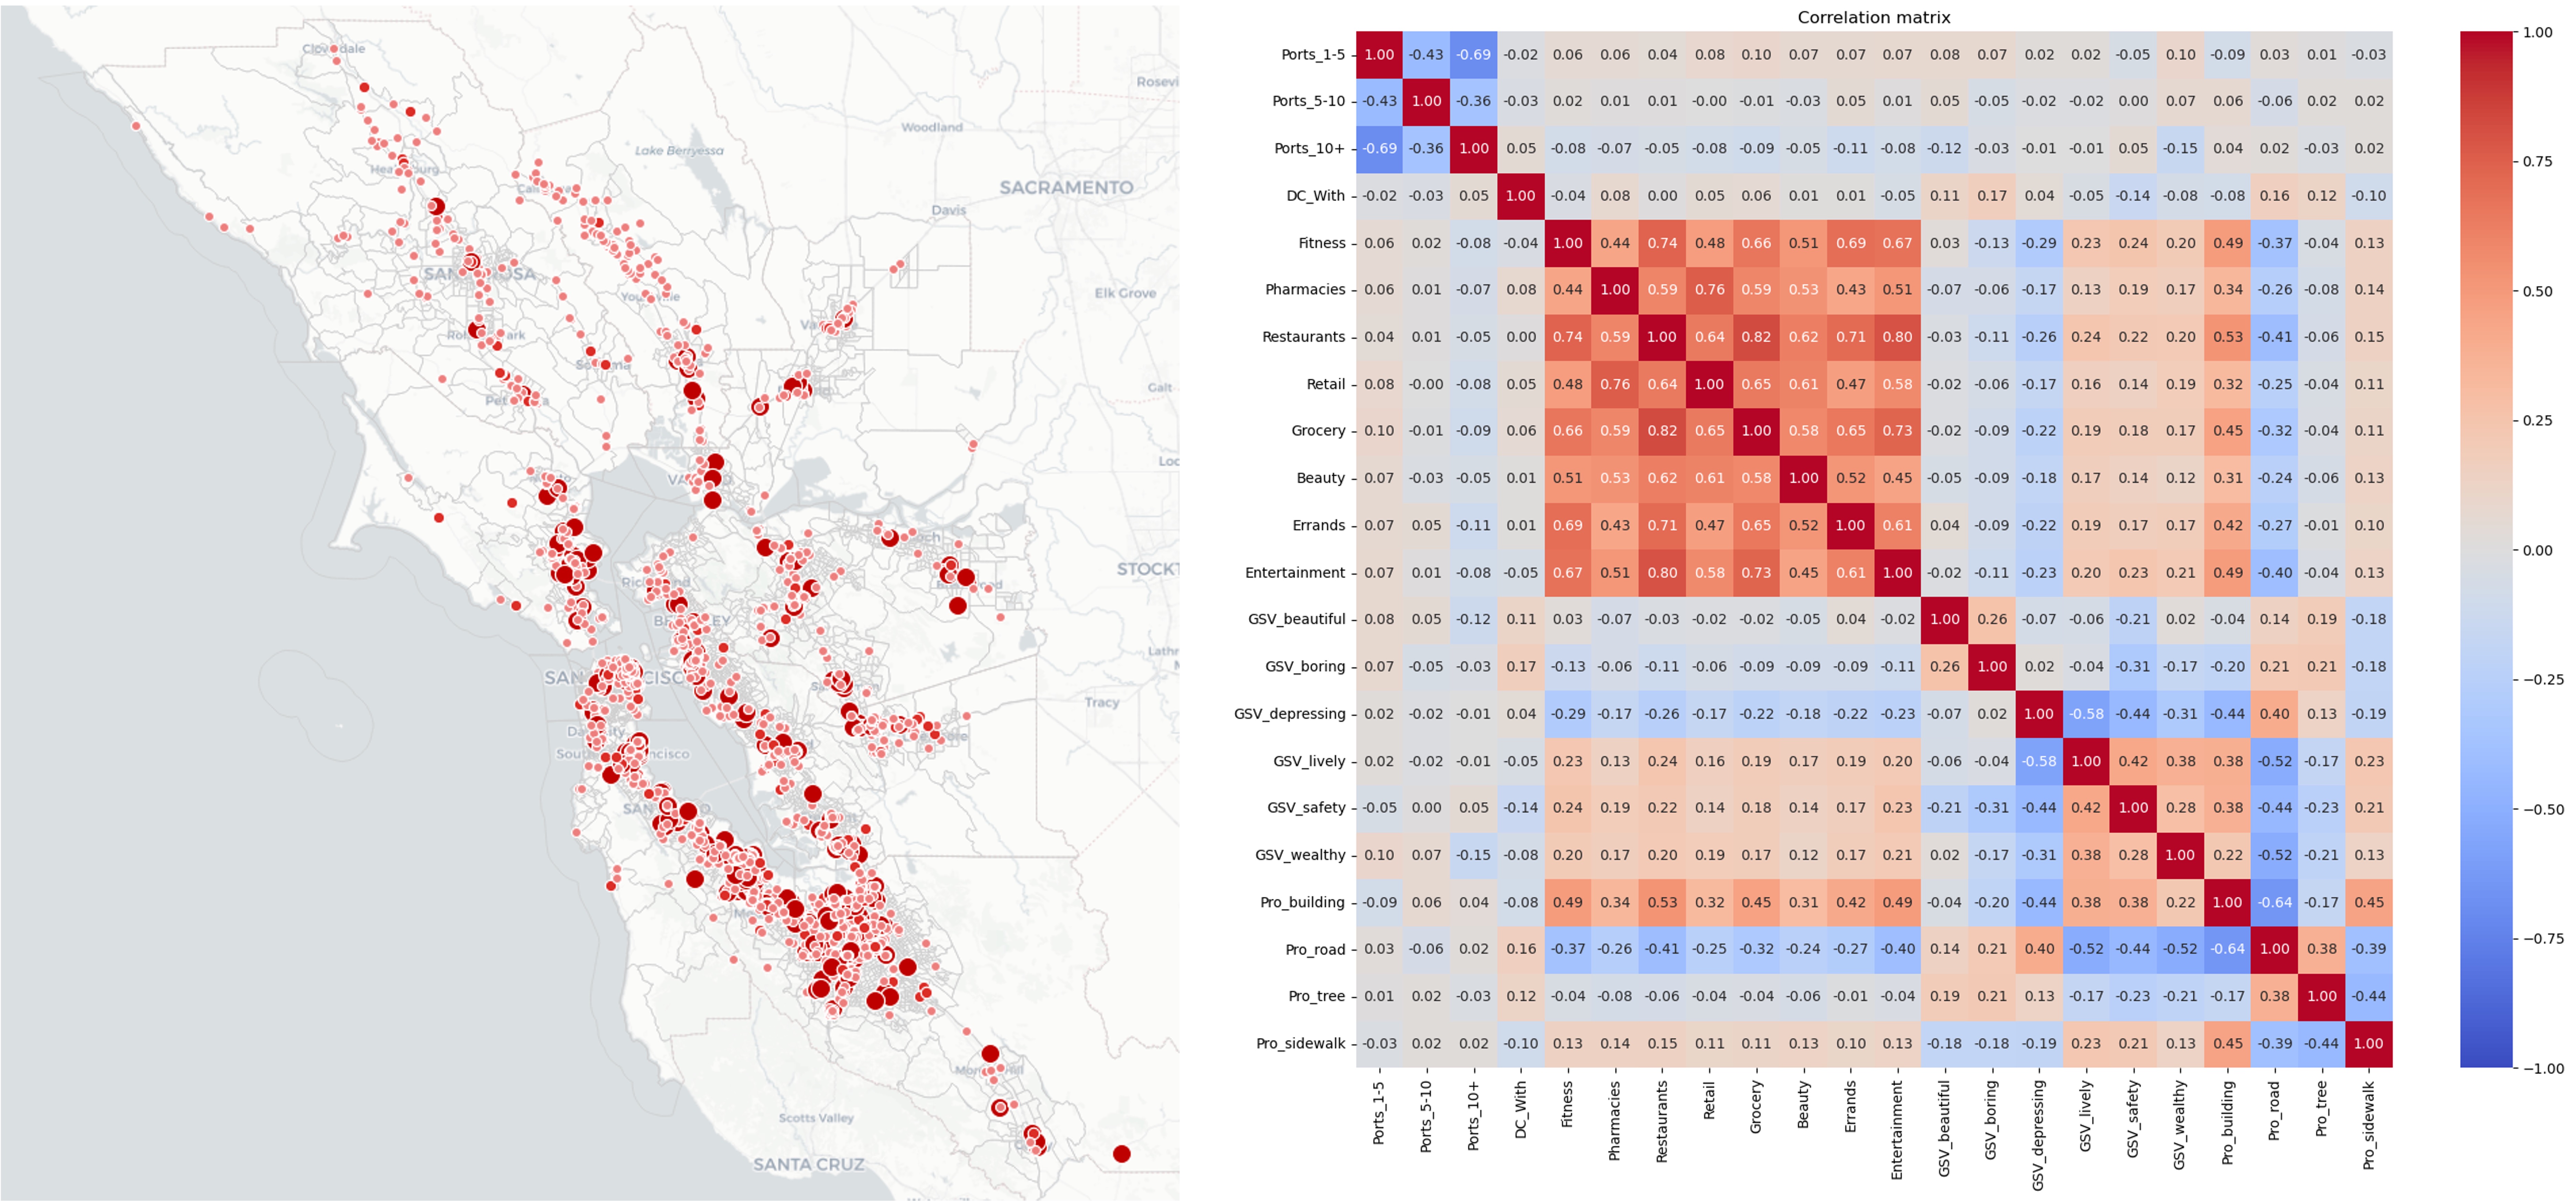 Correlation matrix
Ports_1-5 1.00 -0.43 -0.69 -0.02 0.06 0.06 0.04 0.08 0.10 0.07 0.07 0.07 0.08 0.07 0.02 0.02 -0.05 0.10 -0.09 0.03 0.01 -0.03
Ports_5-10 -0.43 1.00 -0.36 -0.03 0.02 0.01 0.01 -0.00 -0.01 -0.03 0.05 0.01 0.05 -0.05 -0.02 -0.02 0.00 0.07 0.06 -0.06 0.02 0.02
Ports_10+ -0.69 -0.36 1.00 0.05 -0.08 -0.07 -0.05 -0.08 -0.09 -0.05 -0.11 -0.08 -0.12 -0.03 -0.01 -0.01 0.05 -0.15 0.04 0.02 -0.03 0.02
DC_With -0.02 -0.03 0.05 1.00 -0.04 0.08 0.00 0.05 0.06 0.01 0.01 -0.05 0.11 0.17 0.04 -0.05 -0.14 -0.08 -0.08 0.16 0.12 -0.10
Fitness 0.06 0.02 -0.08 -0.04 1.00 0.44 0.74 0.48 0.66 0.51 0.69 0.67 0.03 -0.13 -0.29 0.23 0.24 0.20 0.49 -0.37 -0.04 0.13
Pharmacies 0.06 0.01 -0.07 0.08 0.44 1.00 0.59 0.76 0.59 0.53 0.43 0.51 -0.07 -0.06 -0.17 0.13 0.19 0.17 0.34 -0.26 -0.08 0.14
Restaurants 0.04 0.01 -0.05 0.00 0.74 0.59 1.00 0.64 0.82 0.62 0.71 0.80 -0.03 -0.11 -0.26 0.24 0.22 0.20 0.53 -0.41 -0.06 0.15
Retail 0.08 -0.00 -0.08 0.05 0.48 0.76 0.64 1.00 0.65 0.61 0.47 0.58 -0.02 -0.06 -0.17 0.16 0.14 0.19 0.32 -0.25 -0.04 0.11
Grocery 0.10 -0.01 -0.09 0.06 0.66 0.59 0.82 0.65 1.00 0.58 0.65 0.73 -0.02 -0.09 -0.22 0.19 0.18 0.17 0.45 -0.32 -0.04 0.11
Beauty 0.07 -0.03 -0.05 0.01 0.51 0.53 0.62 0.61 0.58 1.00 0.52 0.45 -0.05 -0.09 -0.18 0.17 0.14 0.12 0.31 -0.24 -0.06 0.13
Errands 0.07 0.05 -0.11 0.01 0.69 0.43 0.71 0.47 0.65 0.52 1.00 0.61 0.04 -0.09 -0.22 0.19 0.17 0.17 0.42 -0.27 -0.01 0.10
Entertainment 0.07 0.01 -0.08 -0.05 0.67 0.51 0.80 0.58 0.73 0.45 0.61 1.00 -0.02 -0.11 -0.23 0.20 0.23 0.21 0.49 -0.40 -0.04 0.13
GSV_beautiful 0.08 0.05 -0.12 0.11 0.03 -0.07 -0.03 -0.02 -0.02 -0.05 0.04 -0.02 1.00 0.26 -0.07 -0.06 -0.21 0.02 -0.04 0.14 0.19 -0.18
GSV_boring 0.07 -0.05 -0.03 0.17 -0.13 -0.06 -0.11 -0.06 -0.09 -0.09 -0.09 -0.11 0.26 1.00 0.02 -0.04 -0.31 -0.17 -0.20 0.21 0.21 -0.18
GSV_depressing 0.02 -0.02 -0.01 0.04 -0.29 -0.17 -0.26 -0.17 -0.22 -0.18 -0.22 -0.23 -0.07 0.02 1.00 -0.58 -0.44 -0.31 -0.44 0.40 0.13 -0.19
GSV_lively 0.02 -0.02 -0.01 -0.05 0.23 0.13 0.24 0.16 0.19 0.17 0.19 0.20 -0.06 -0.04 -0.58 1.00 0.42 0.38 0.38 -0.52 -0.17 0.23
GSV_safety -0.05 0.00 0.05 -0.14 0.24 0.19 0.22 0.14 0.18 0.14 0.17 0.23 -0.21 -0.31 -0.44 0.42 1.00 0.28 0.38 -0.44 -0.23 0.21
GSV_wealthy 0.10 0.07 -0.15 -0.08 0.20 0.17 0.20 0.19 0.17 0.12 0.17 0.21 0.02 -0.17 -0.31 0.38 0.28 1.00 0.22 -0.52 -0.21 0.13
Pro_building -0.09 0.06 0.04 -0.08 0.49 0.34 0.53 0.32 0.45 0.31 0.42 0.49 -0.04 -0.20 -0.44 0.38 0.38 0.22 1.00 -0.64 -0.17 0.45
Pro_road 0.03 -0.06 0.02 0.16 -0.37 -0.26 -0.41 -0.25 -0.32 -0.24 -0.27 -0.40 0.14 0.21 0.40 -0.52 -0.44 -0.52 -0.64 1.00 0.38 -0.39
Pro_tree 0.01 0.02 -0.03 0.12 -0.04 -0.08 -0.06 -0.04 -0.04 -0.06 -0.01 -0.04 0.19 0.21 0.13 -0.17 -0.23 -0.21 -0.17 0.38 1.00 -0.44
Pro_sidewalk -0.03 0.02 0.02 -0.10 0.13 0.14 0.15 0.11 0.11 0.13 0.10 0.13 -0.18 -0.18 -0.19 0.23 0.21 0.13 0.45 -0.39 -0.44 1.00
Ports_1-5 Ports_5-10 Ports_10+ DC_With Fitness Pharmacies Restaurants Retail Grocery Beauty Errands Entertainment GSV_beautiful GSV_boring GSV_depressing GSV_lively GSV_safety GSV_wealthy Pro_building Pro_road Pro_tree Pro_sidewalk
1.00
0.75
0.50
0.25
0.00
−0.25
−0.50
−0.75
−1.00
Rosevi
Woodland
Lake Berryessa
SACRAMENTO
Davis
Elk Grove
Galt
Loc
STOCKT
Lath
Tracy
Scotts Valley
SANTA CRUZ